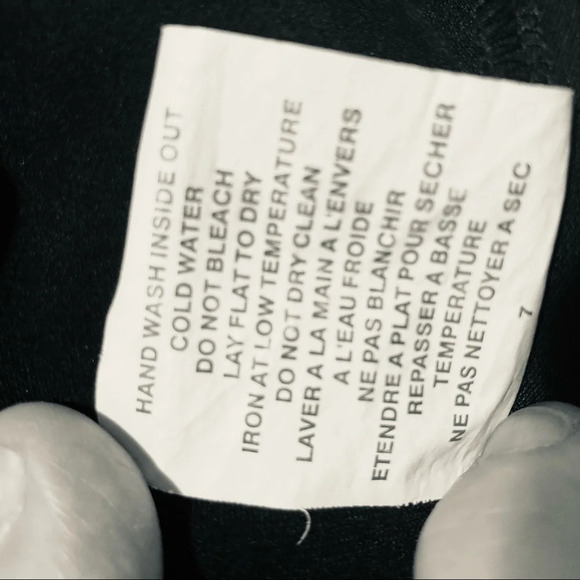 HAND WASH INSIDE OUT
COLD WATER
DO NOT BLEACH
LAY FLAT TO DRY
IRON AT LOW TEMPERATURE
DO NOT DRY CLEAN
LAVER A LA MAIN A L'ENVERS
A L'EAU FROIDE
NE PAS BLANCHIR
ETENDRE A PLAT POUR SECHER
REPASSER A BASSE
TEMPERATURE
NE PAS NETTOYER A SEC
7